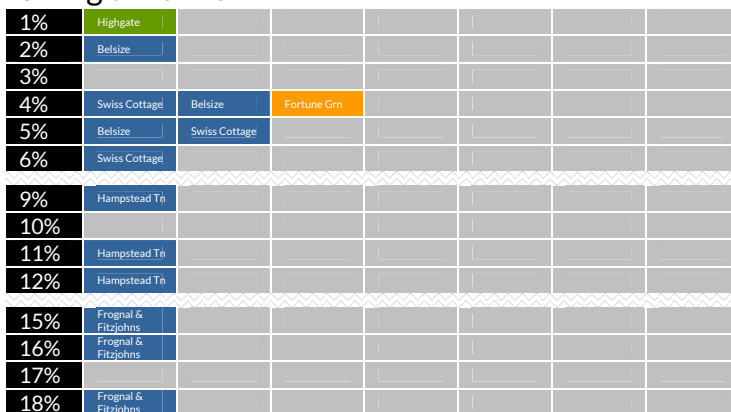 1% Highgate
2% Belsize
3%
4% Swiss Cottage Belsize Fortune Grn
5% Belsize Swiss Cottage
6% Swiss Cottage
9% Hampstead Tn
10%
11% Hampstead Tn
12% Hampstead Tn
15% Frognal &
Fitzjohns
16% Frognal &
Fitzjohns
17%
18% Frognal &
Fitzjohns